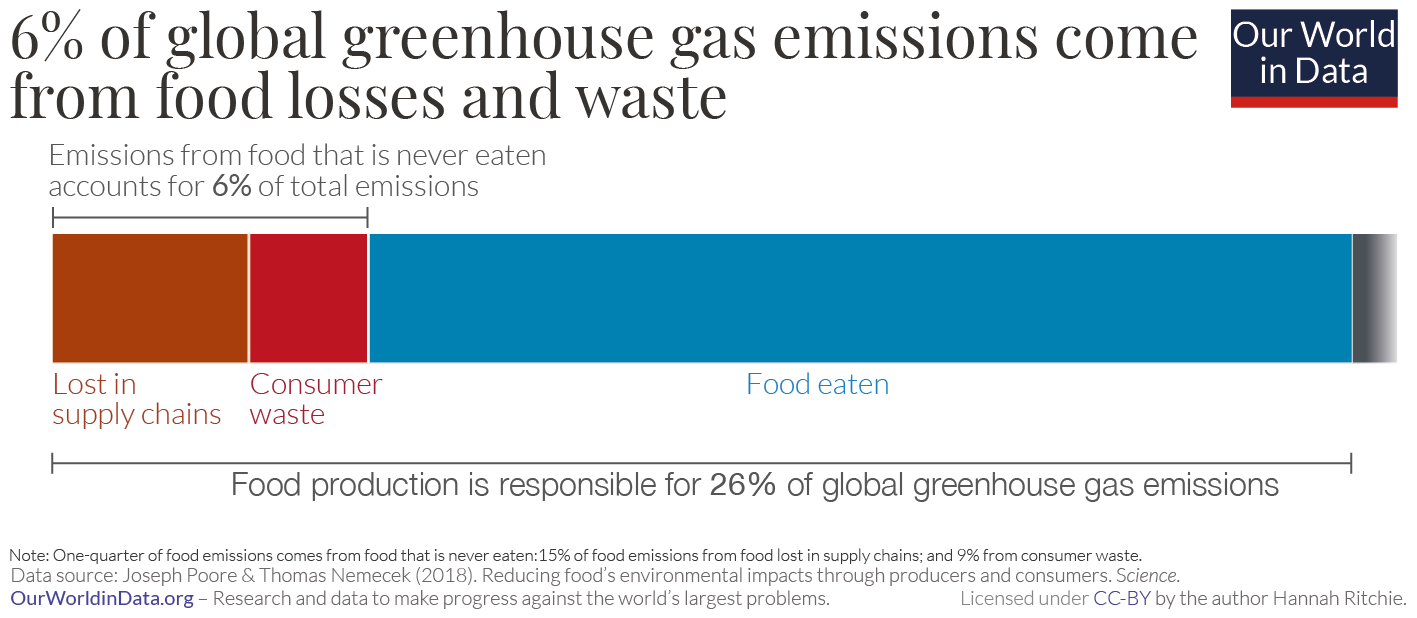 6% of global greenhouse gas emissions come
from food losses and waste
Our World
in Data
Emissions from food that is never eaten
accounts for 6% of total emissions
Lost in
supply chains
Consumer
waste
Food eaten
Food production is responsible for 26% of global greenhouse gas emissions
Note: One-quarter of food emissions comes from food that is never eaten:15% of food emissions from food lost in supply chains; and 9% from consumer waste.
Data source: Joseph Poore & Thomas Nemecek (2018). Reducing food’s environmental impacts through producers and consumers. Science.
OurWorldinData.org – Research and data to make progress against the world’s largest problems.
Licensed under CC-BY by the author Hannah Ritchie.